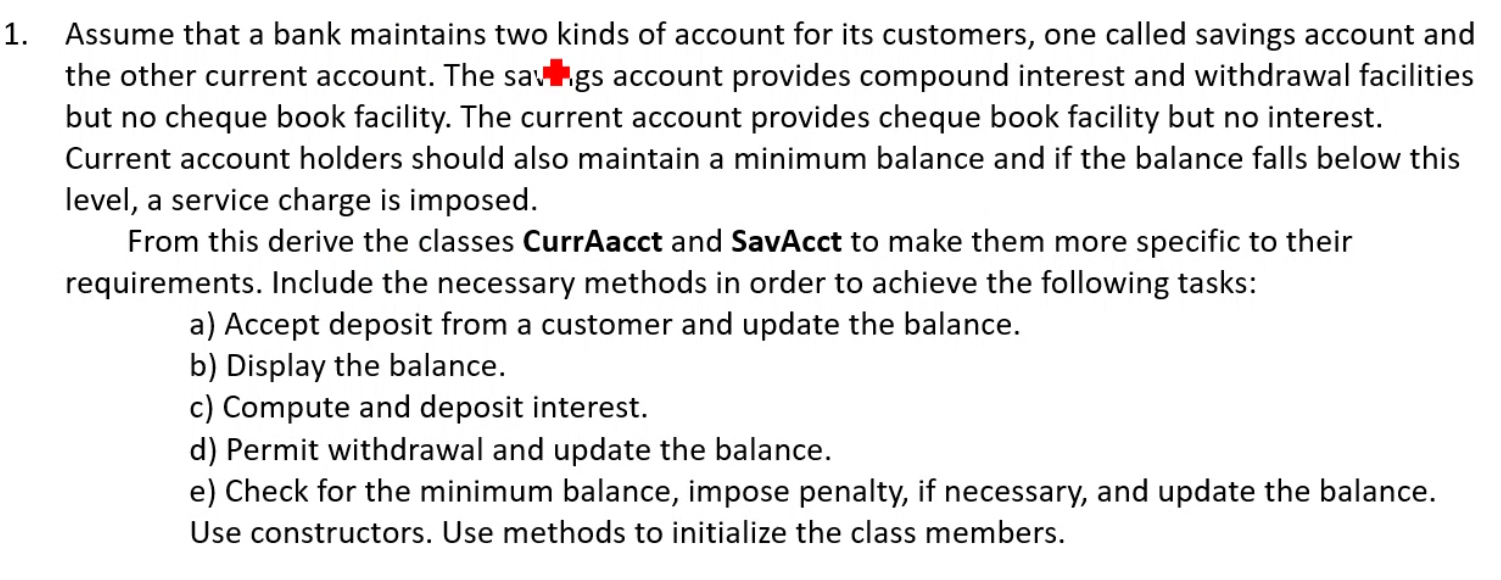 1. Assume that a bank maintains two kinds of account for its customers, one called savings account and
the other current account. The account provides compound interest and withdrawal facilities
but no cheque book facility. The current account provides cheque book facility but no interest.
Current account holders should also maintain a minimum balance and if the balance falls below this
level, a service charge is imposed.
From this derive the classes CurrAacct and SavAcct to make them more specific to their
requirements. Include the necessary methods in order to achieve the following tasks:
a) Accept deposit from a customer and update the balance.
b) Display the balance.
c) Compute and deposit interest.
d) Permit withdrawal and update the balance.
e) Check for the minimum balance, impose penalty, if necessary, and update the balance.
Use constructors. Use methods to initialize the class members.